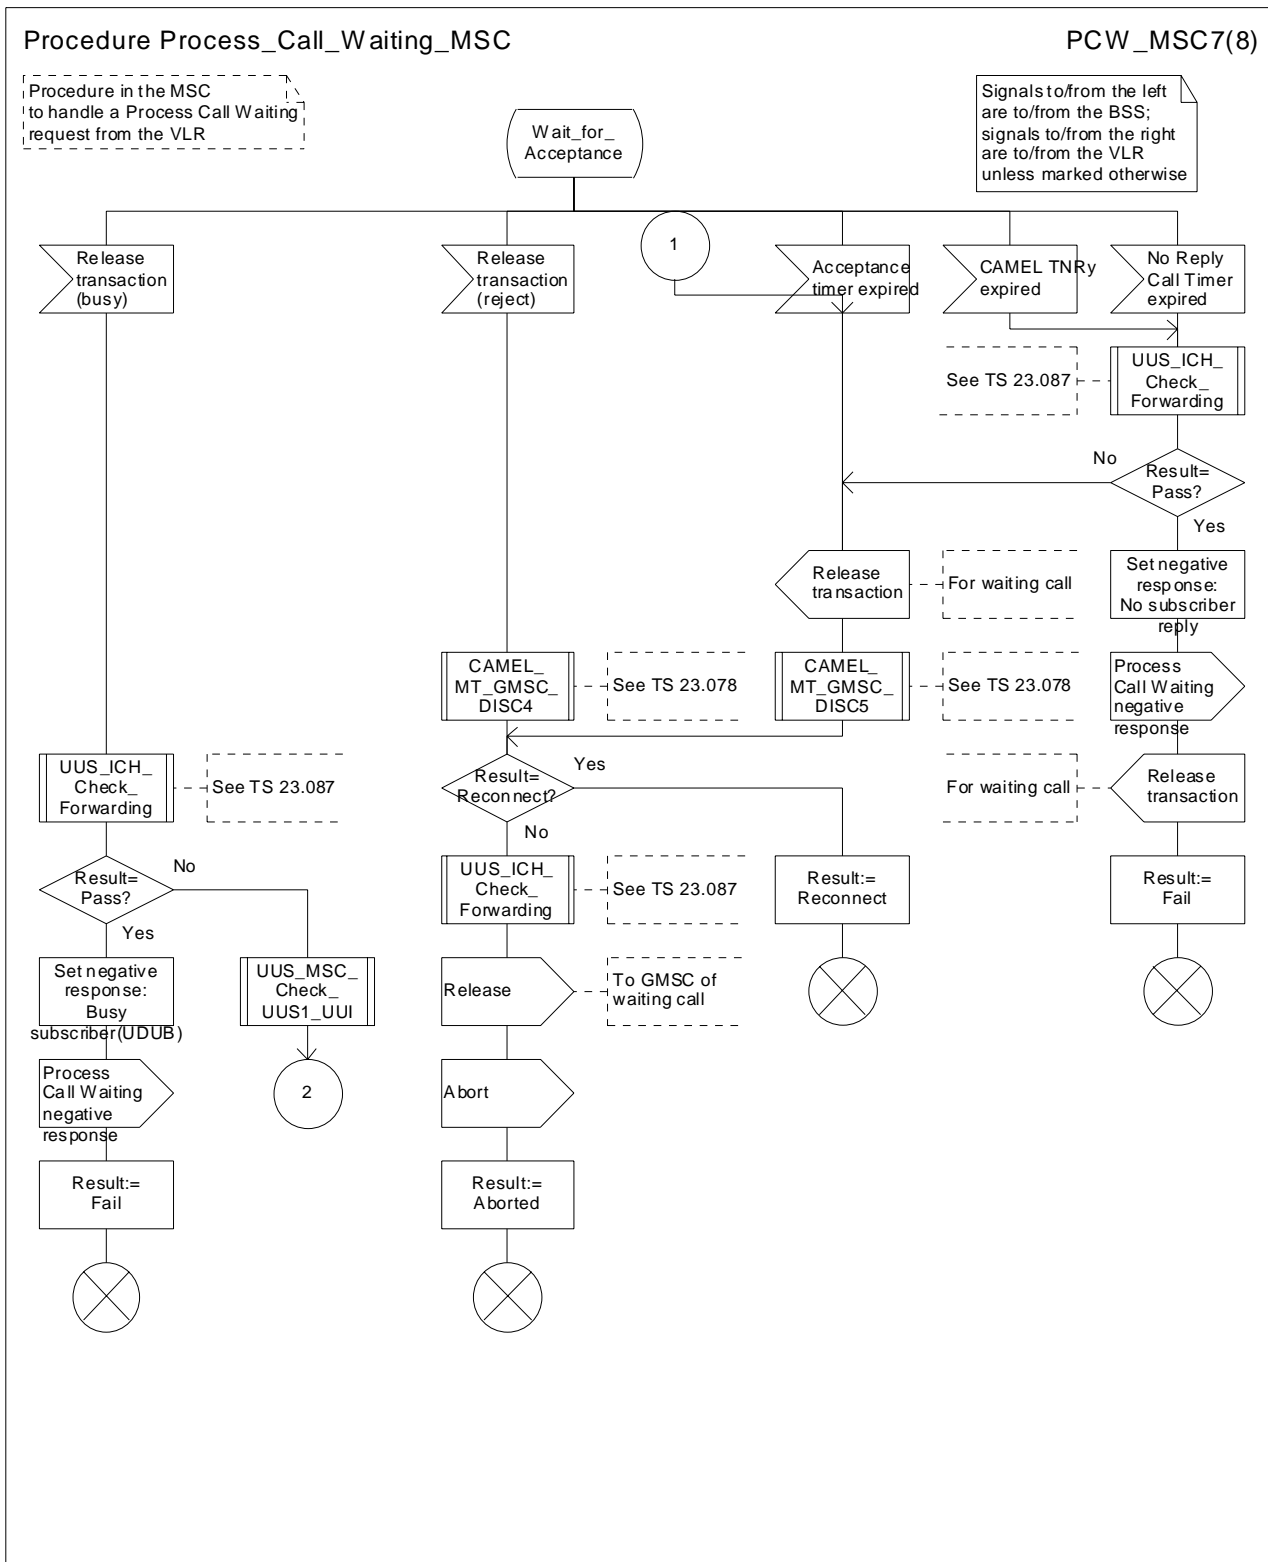 Procedure Process_Call_Waiting_MSC
PCW_MSC7(8)
Procedure in the MSC
to handle a Process Call Waiting
request from the VLR
Signals to/from the left
are to/from the BSS;
signals to/from the right
are to/from the VLR
unless marked otherwise
Wait_for_
Acceptance
Release
transaction
(busy)
Release
transaction
(reject)
1
Acceptance
timer expired
CAMEL TNRy
expired
No Reply
Call Timer
expired
See TS 23.087
UUS_ICH_
Check_
Forwarding
No
Result=
Pass?
Yes
Release
transaction
For waiting call
Set negative
response:
No subscriber
reply
CAMEL_
MT_GMSC_
DISC4
See TS 23.078
CAMEL_
MT_GMSC_
DISC5
See TS 23.078
Process
Call Waiting
negative
response
UUS_ICH_
Check_
Forwarding
See TS 23.087
Result=
Reconnect?
Yes
No
For waiting call
Release
transaction
Result=
Pass?
No
Yes
UUS_ICH_
Check_
Forwarding
See TS 23.087
Result:=
Reconnect
Result:=
Fail
Set negative
response:
Busy
subscriber(UDUB)
UUS_MSC_
Check_
UUS1_UUI
Release
To GMSC of
waiting call
Process
Call Waiting
negative
response
2
Abort
Result:=
Fail
Result:=
Aborted